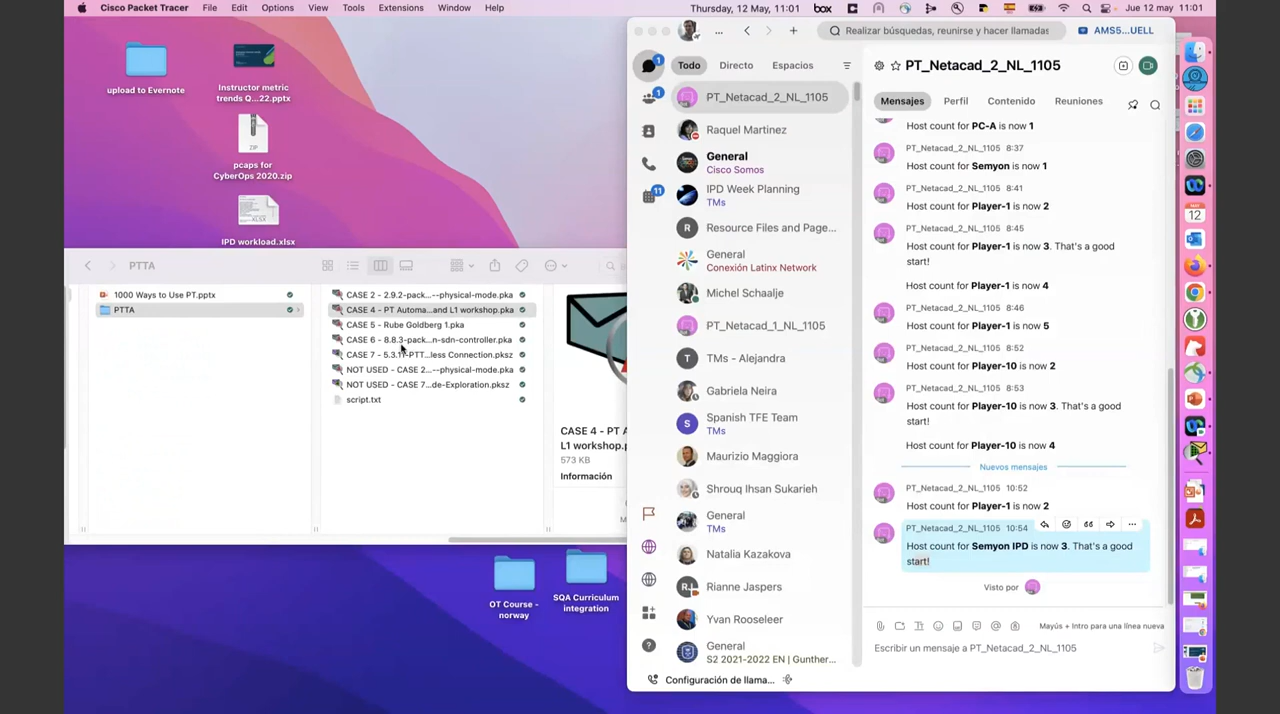 Cisco Packet Tracer File Edit Options View Tools Extensions Window Help
Thursday, 12 May, 11:01 box Jue 12 may 11:01
upload to Evernote
Instructor metric
trends Q...22.pptx
ZIP
pcaps for
CyberOps 2020.zip
XLSX
IPD workload.xlsx
PTTA
1000 Ways to Use PT.pptx
PTTA
CASE 2 - 2.9.2-pack...--physical-mode.pka
CASE 4 - PT Automa...and L1 workshop.pka
CASE 5 - Rube Goldberg 1.pka
CASE 6 - 8.8.3-pack...n-sdn-controller.pka
CASE 7 - 5.3.1 PTT...less Connection.pksz
NOT USED - CASE 2...--physical-mode.pka
NOT USED - CASE 7...de-Exploration.pksz
script.txt
CASE 4 - PT A
L1 workshop.p
573 KB
Información
OT Course -
norway
SQA Curriculum
integration
Realizar búsquedas, reunirse y hacer llamadas
AMS5...UELL
1
1
11
Todo Directo Espacios
PT_Netacad_2_NL_1105
Raquel Martinez
General
Cisco Somos
IPD Week Planning
TMs
R
Resource Files and Page...
General
Conexión Latinx Network
Michel Schaalje
PT_Netacad_1_NL_1105
T
TMs - Alejandra
Gabriela Neira
S
Spanish TFE Team
TMs
Maurizio Maggiora
Shrouq Ihsan Sukarieh
General
TMs
Natalia Kazakova
Rianne Jaspers
Yvan Rooseleer
General
S2 2021-2022 EN | Gunther...
Configuración de llama...
PT_Netacad_2_NL_1105
Mensajes Perfil Contenido Reuniones
Host count for PC-A is now 1
PT_Netacad_2_NL_1105 8:37
Host count for Semyon is now 1
PT_Netacad_2_NL_1105 8:41
Host count for Player-1 is now 2
PT_Netacad_2_NL_1105 8:45
Host count for Player-1 is now 3. That's a good
start!
Host count for Player-1 is now 4
PT_Netacad_2_NL_1105 8:46
Host count for Player-1 is now 5
PT_Netacad_2_NL_1105 8:52
Host count for Player-10 is now 2
PT_Netacad_2_NL_1105 8:53
Host count for Player-10 is now 3. That's a good
start!
Host count for Player-10 is now 4
Nuevos mensajes
PT_Netacad_2_NL_1105 10:52
Host count for Player-1 is now 2
PT_Netacad_2_NL_1105 10:54
Host count for Semyon IPD is now 3. That's a good
start!
Visto por
Mayús + Intro para una línea nueva
Escribir un mensaje a PT_Netacad_2_NL_1105
MAY
12